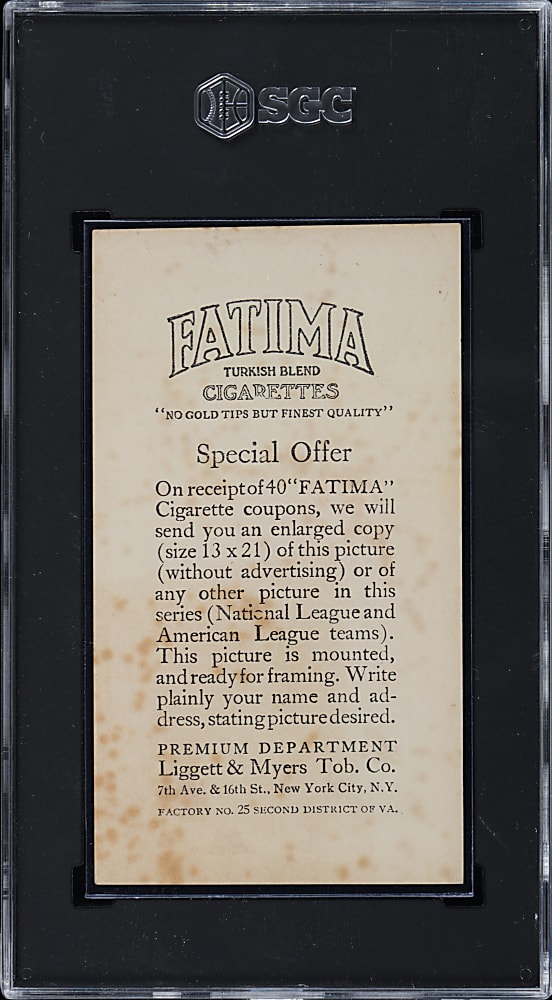 SGC
FATIMA
TURKISH BLEND
CIGARETTES
"NO GOLD TIPS BUT FINEST QUALITY"
Special Offer
On receipt of 40 "FATIMA"
Cigarette coupons, we will
send you an enlarged copy
(size 13 x 21) of this picture
(without advertising) or of
any other picture in this
series (National League and
American League teams).
This picture is mounted,
and ready for framing. Write
plainly your name and ad-
dress, stating picture desired.
PREMIUM DEPARTMENT
Liggett & Myers Tob. Co.
7th Ave. & 16th St., New York City, N.Y.
FACTORY NO. 25 SECOND DISTRICT OF VA.